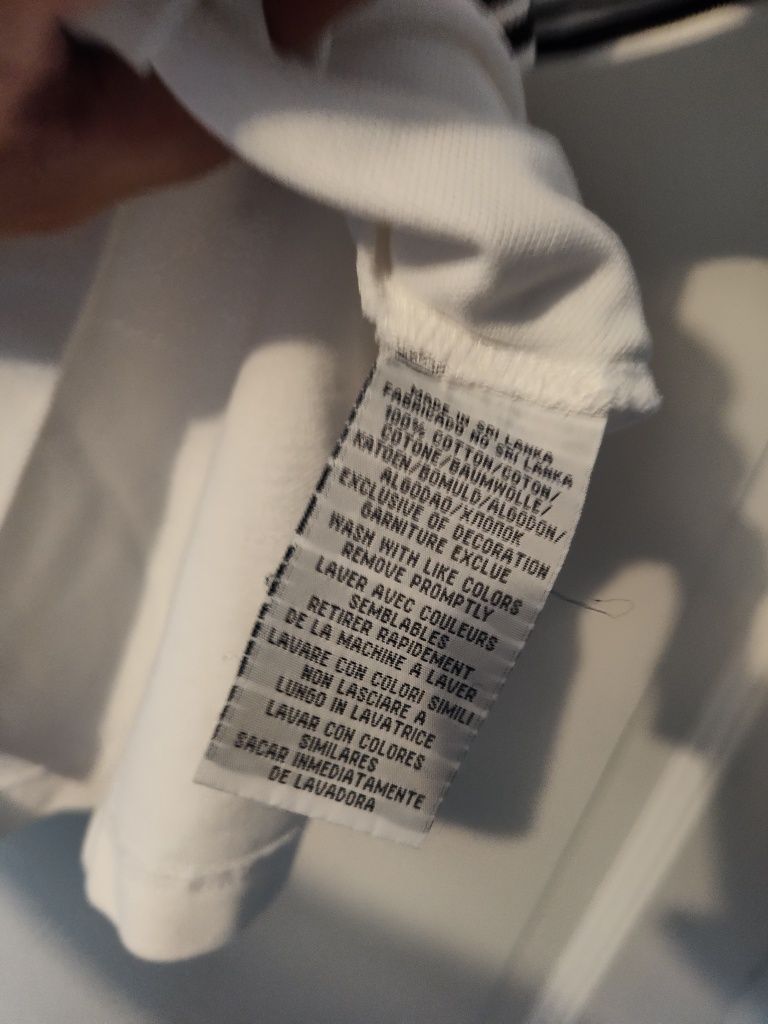 MADE IN SRI LANKA
FABRICADO NO SRI LANKA
100% COTTON/COTON/
COTONE/BAUMWOLLE/
KATOEN/BOMULD/ALGODON/
ALGODAO/ХЛОПОК
EXCLUSIVE OF DECORATION
GARNITURE EXCLUE
WASH WITH LIKE COLORS
REMOVE PROMPTLY
LAVER AVEC COULEURS
SEMBLABLES
RETIRER RAPIDEMENT
DE LA MACHINE A LAVER
LAVARE CON COLORI SIMILI
NON LASCIARE A
LUNGO IN LAVATRICE
LAVAR CON COLORES
SIMILARES
SACAR INMEDIATAMENTE
DE LAVADORA